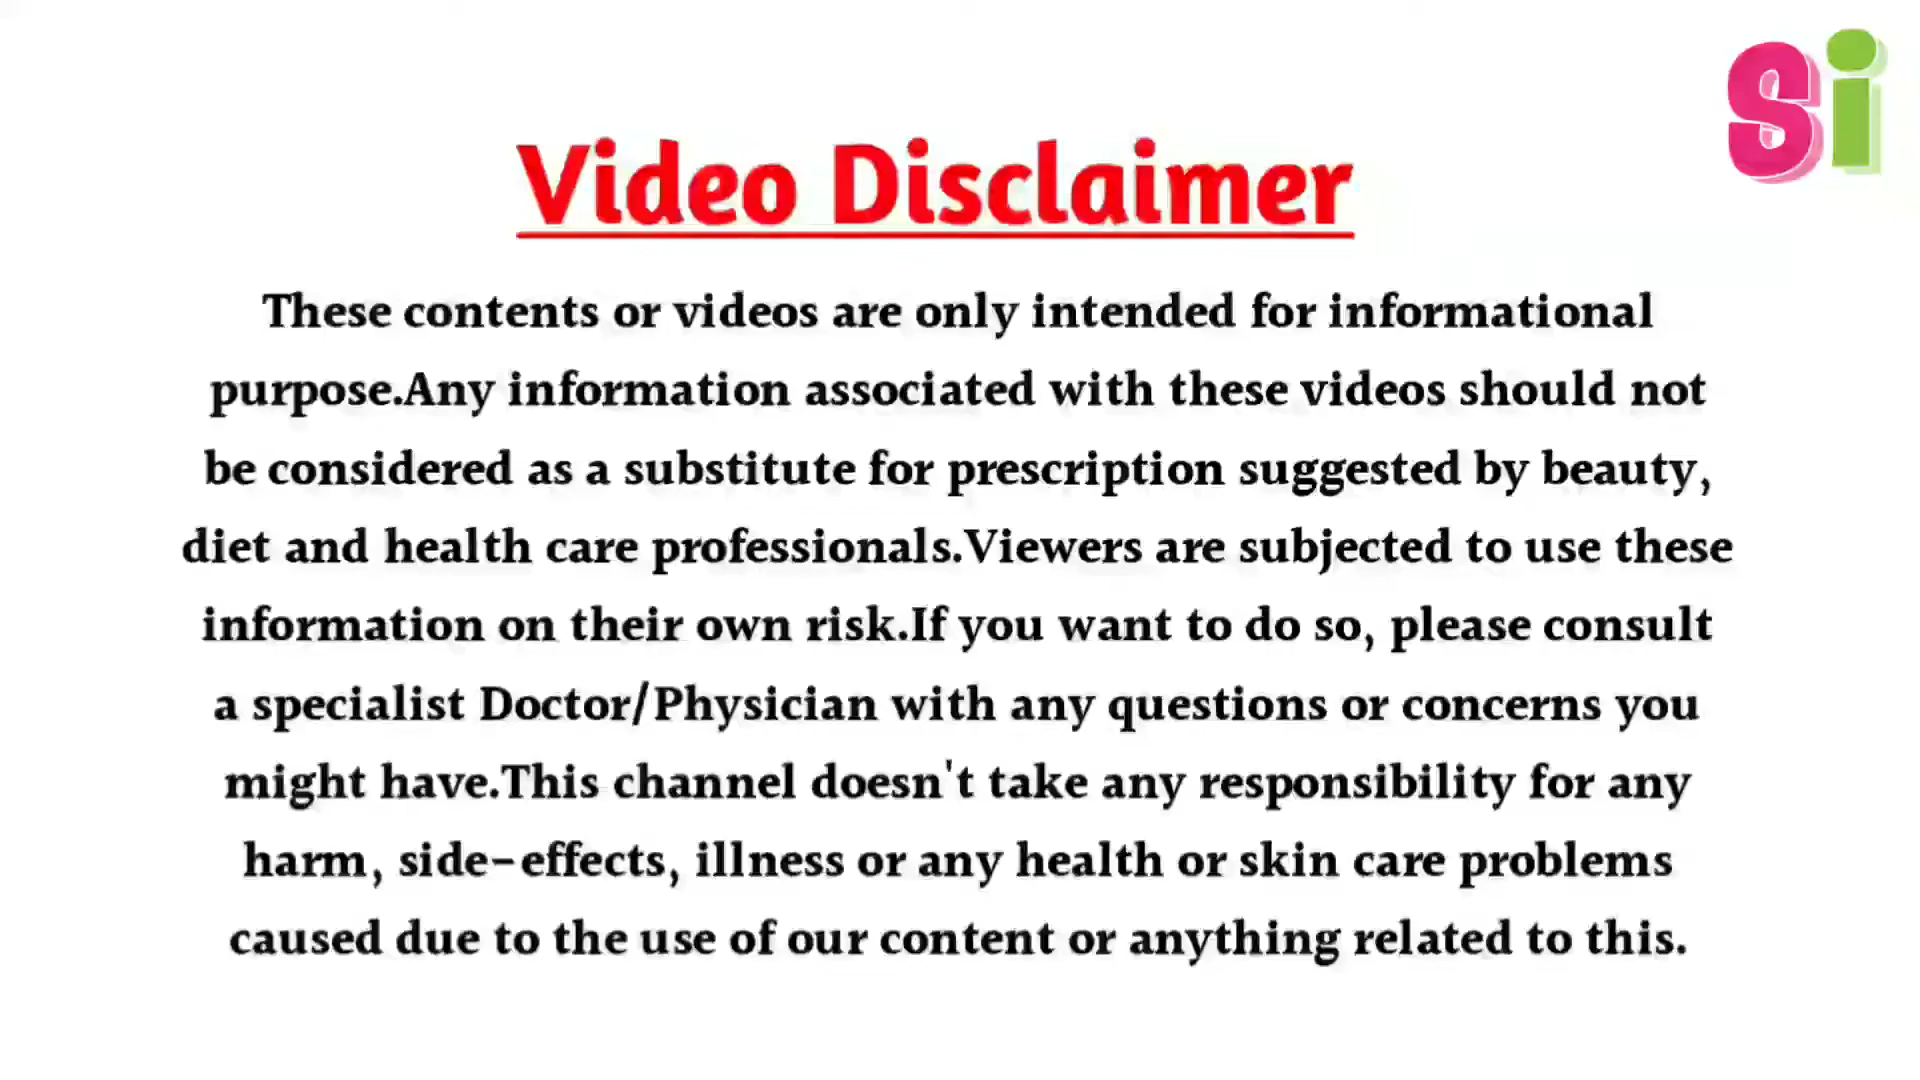 Si
Video Disclaimer
These contents or videos are only intended for informational
purpose.Any information associated with these videos should not
be considered as a substitute for prescription suggested by beauty,
diet and health care professionals.Viewers are subjected to use these
information on their own risk.If you want to do so, please consult
a specialist Doctor/Physician with any questions or concerns you
might have.This channel doesn't take any responsibility for any
harm, side-effects, illness or any health or skin care problems
caused due to the use of our content or anything related to this.